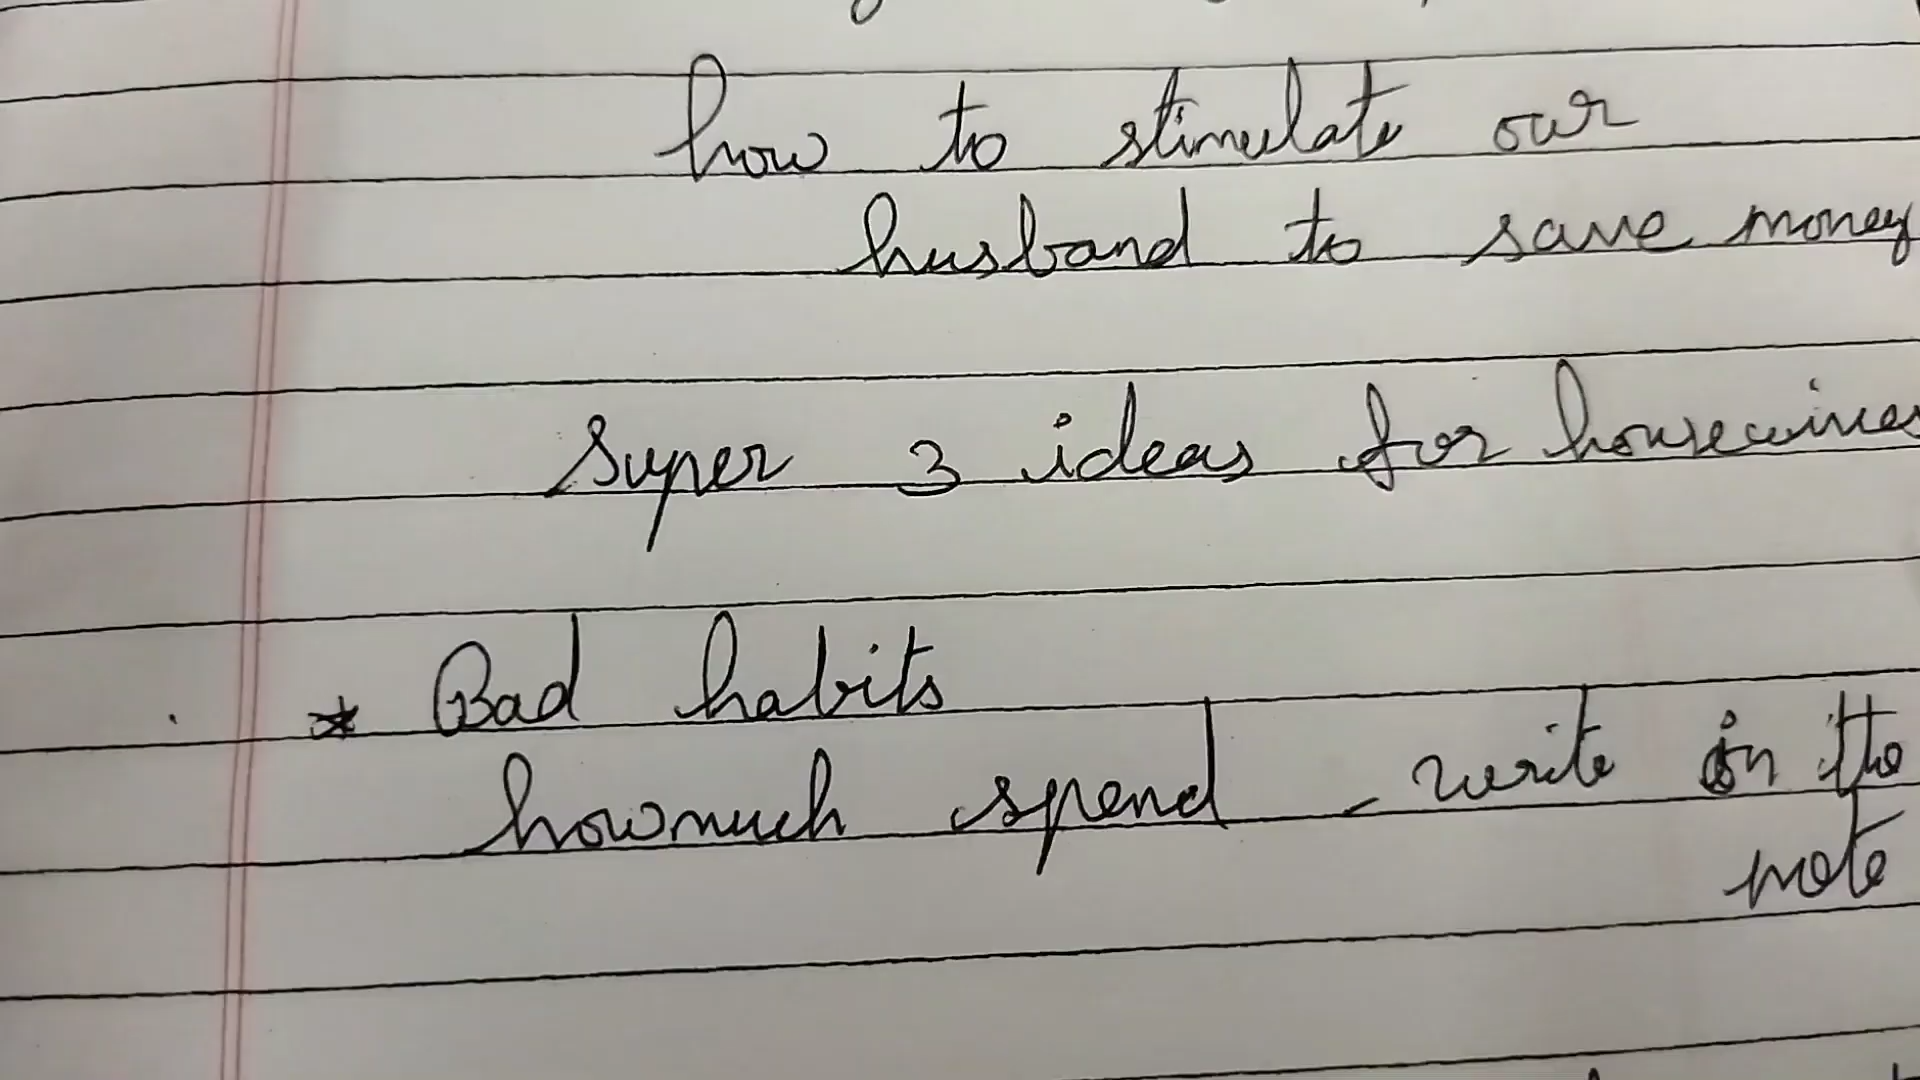 how to stimulate our
husband to save money
Super 3 ideas for housewives
* Bad habits
howmuch spend - write in the
note